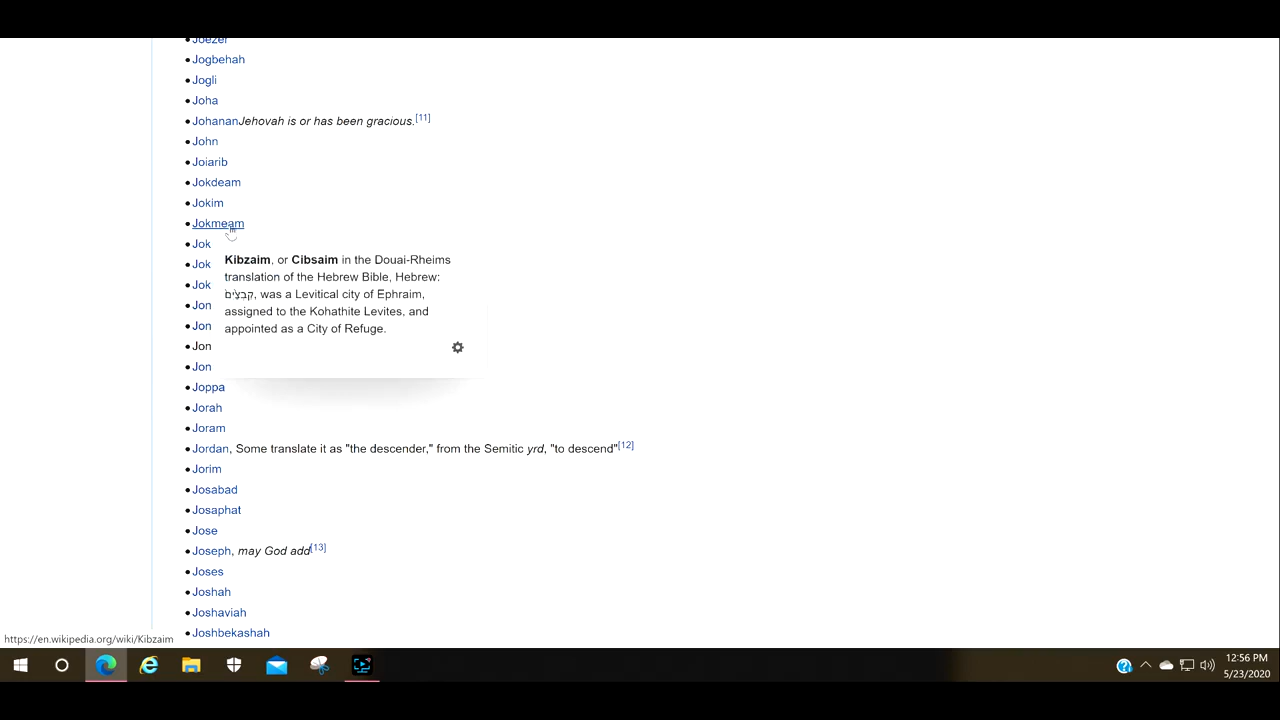 Joezer
Jogbehah
Jogli
Joha
JohananJehovah is or has been gracious.[11]
John
Joiarib
Jokdeam
Jokim
Jokmeam
Jok
Kibzaim, or Cibsaim in the Douai-Rheims
Jok
translation of the Hebrew Bible, Hebrew:
Jok
קִבְצַיִם, was a Levitical city of Ephraim,
Jon
assigned to the Kohathite Levites, and
Jon
appointed as a City of Refuge.
Jon
Jon
Joppa
Jorah
Joram
Jordan, Some translate it as "the descender," from the Semitic yrd, "to descend"[12]
Jorim
Josabad
Josaphat
Jose
Joseph, may God add[13]
Joses
Joshah
Joshaviah
Joshbekashah
https://en.wikipedia.org/wiki/Kibzaim
12:56 PM
5/23/2020